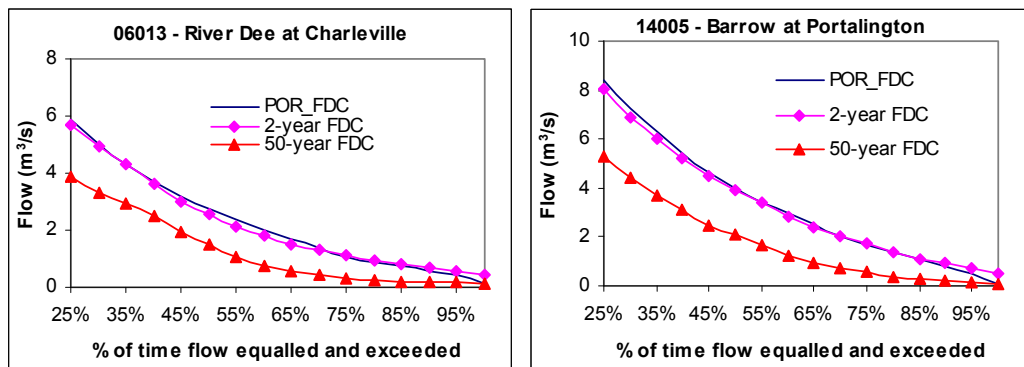 06013 - River Dee at Charleville
8
6
4
2
0
Flow (m³/s)
POR_FDC
2-year FDC
50-year FDC
25% 35% 45% 55% 65% 75% 85% 95%
% of time flow equalled and exceeded
14005 - Barrow at Portalington
10
8
6
4
2
0
Flow (m³/s)
POR_FDC
2-year FDC
50-year FDC
25% 35% 45% 55% 65% 75% 85% 95%
% of time flow equalled and exceeded